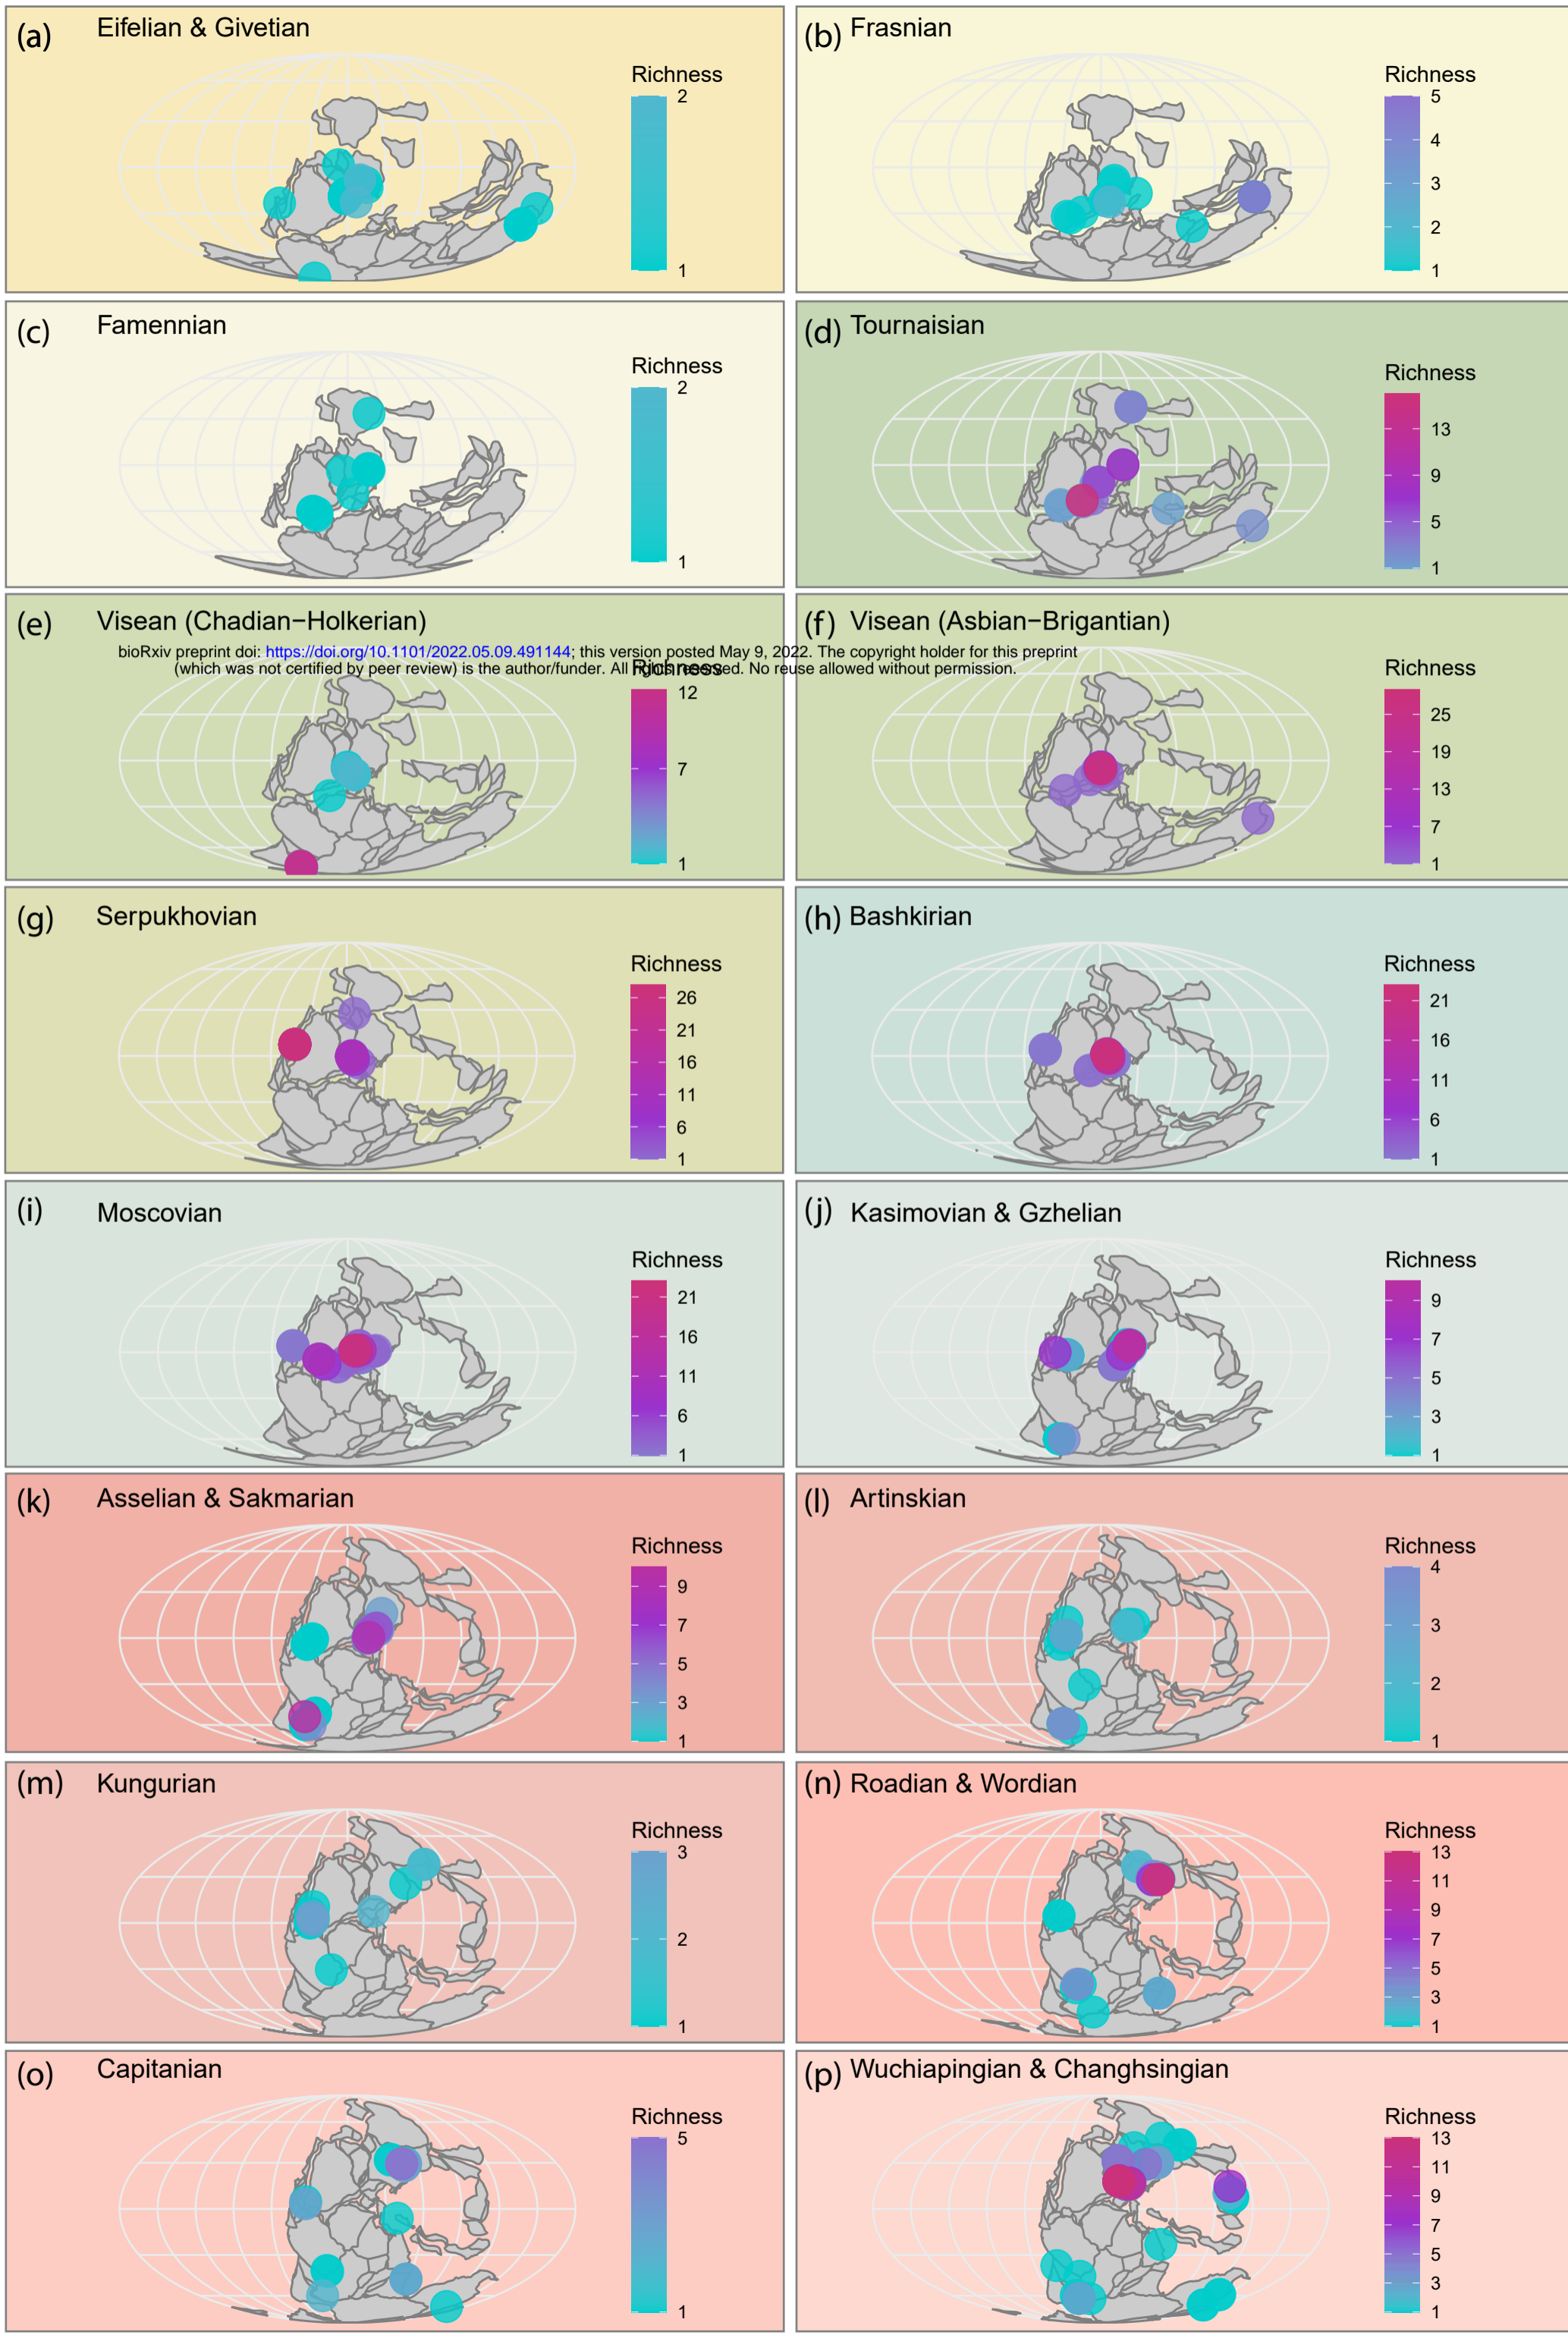 (a) Eifelian & Givetian
Richness
2
1
(b) Frasnian
Richness
5
4
3
2
1
(c) Famennian
Richness
2
1
(d) Tournaisian
Richness
13
9
5
1
(e) Visean (Chadian−Holkerian)
bioRxiv preprint doi: https://doi.org/10.1101/2022.05.09.491144; this version posted May 9, 2022. The copyright holder for this preprint
(which was not certified by peer review) is the author/funder. All rights reserved. No reuse allowed without permission.
Richness
12
7
1
(f) Visean (Asbian−Brigantian)
Richness
25
19
13
7
1
(g) Serpukhovian
Richness
26
21
16
11
6
1
(h) Bashkirian
Richness
21
16
11
6
1
(i) Moscovian
Richness
21
16
11
6
1
(j) Kasimovian & Gzhelian
Richness
9
7
5
3
1
(k) Asselian & Sakmarian
Richness
9
7
5
3
1
(l) Artinskian
Richness
4
3
2
1
(m) Kungurian
Richness
3
2
1
(n) Roadian & Wordian
Richness
13
11
9
7
5
3
1
(o) Capitanian
Richness
5
1
(p) Wuchiapingian & Changhsingian
Richness
13
11
9
7
5
3
1